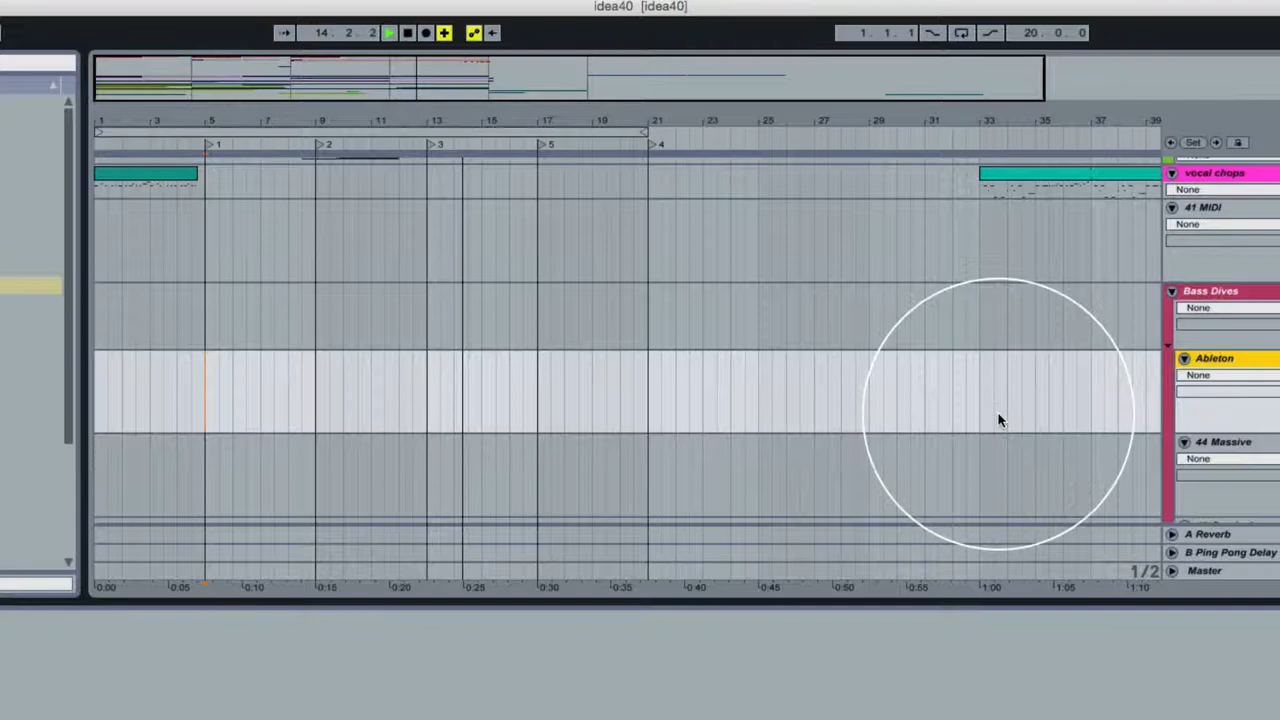 idea40 [idea40]
14. 2. 2
1. 1. 1
20. 0. 0
1 3 5 7 9 11 13 15 17 19 21 23 25 27 29 31 33 35 37 39
Set
1 2 3 5 4
vocal chops
None
41 MIDI
None
Bass Dives
None
Ableton
None
44 Massive
None
A Reverb
B Ping Pong Delay
1/2
Master
0:00 0:05 0:10 0:15 0:20 0:25 0:30 0:35 0:40 0:45 0:50 0:55 1:00 1:05 1:10